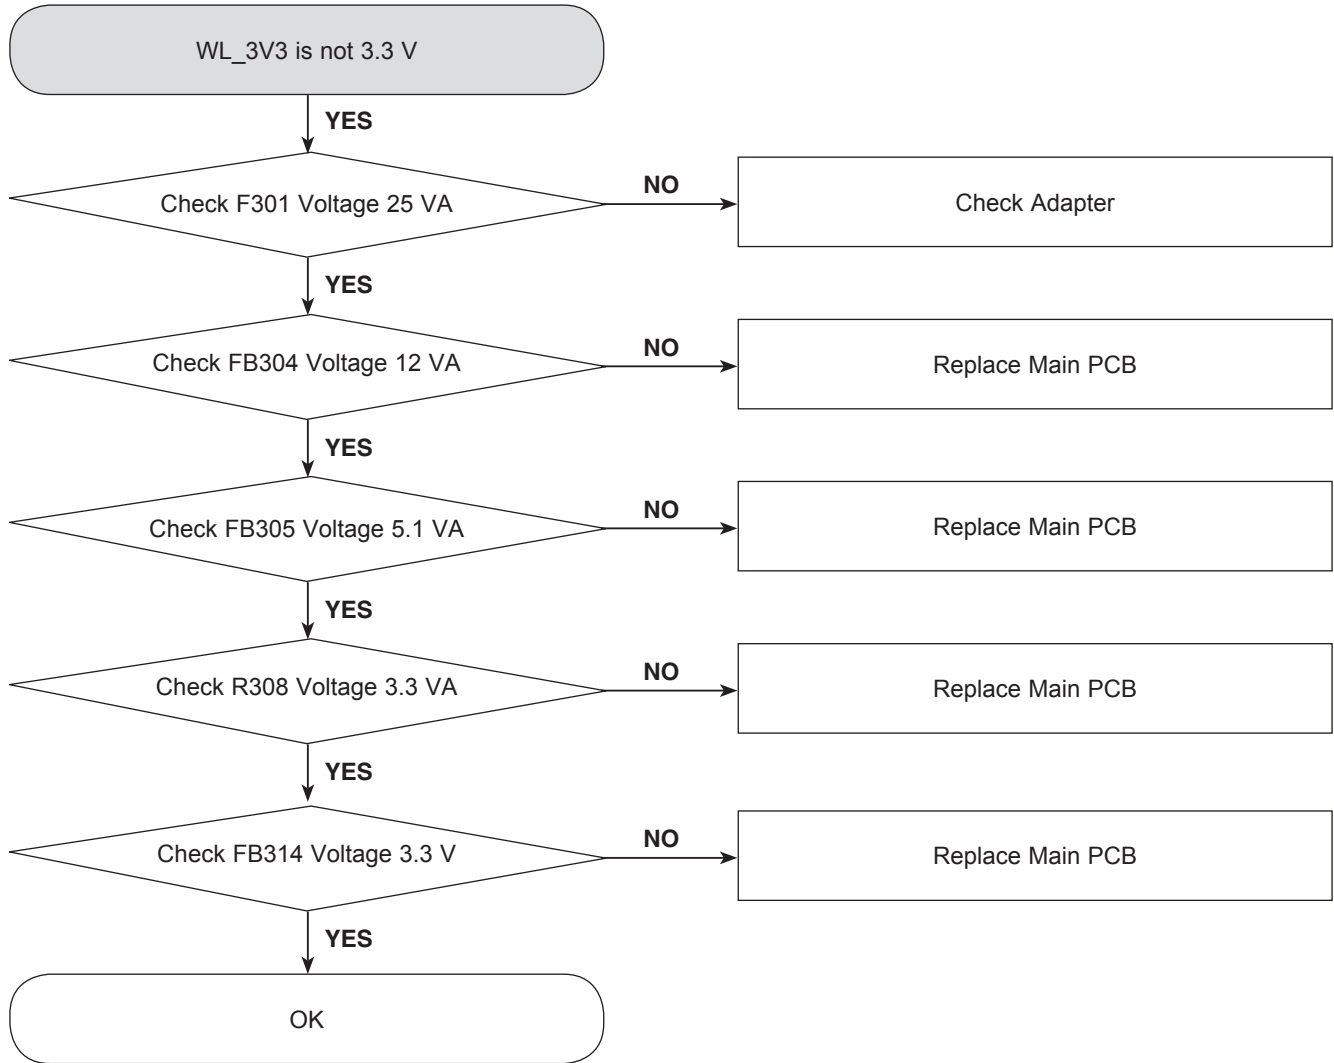 WL_3V3 is not 3.3 V
YES
Check F301 Voltage 25 VA
NO
Check Adapter
YES
Check FB304 Voltage 12 VA
NO
Replace Main PCB
YES
Check FB305 Voltage 5.1 VA
NO
Replace Main PCB
YES
Check R308 Voltage 3.3 VA
NO
Replace Main PCB
YES
Check FB314 Voltage 3.3 V
NO
Replace Main PCB
YES
OK